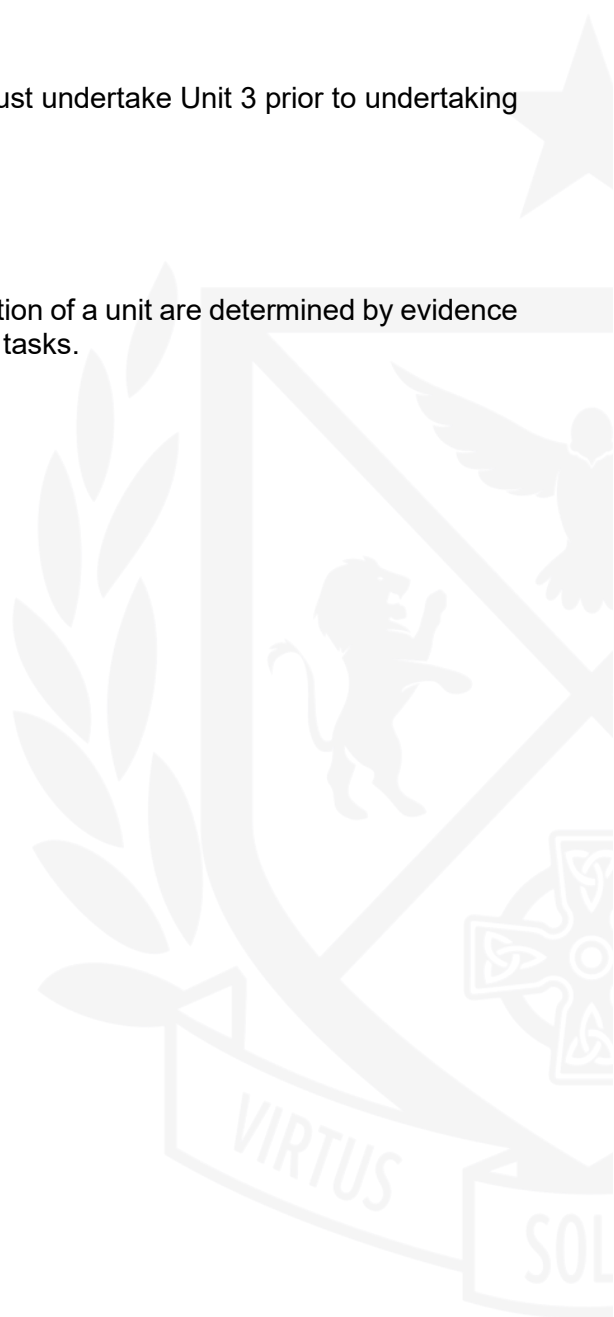 ust undertake Unit 3 prior to undertaking
tion of a unit are determined by evidence
tasks.
VIRTUS
SOL